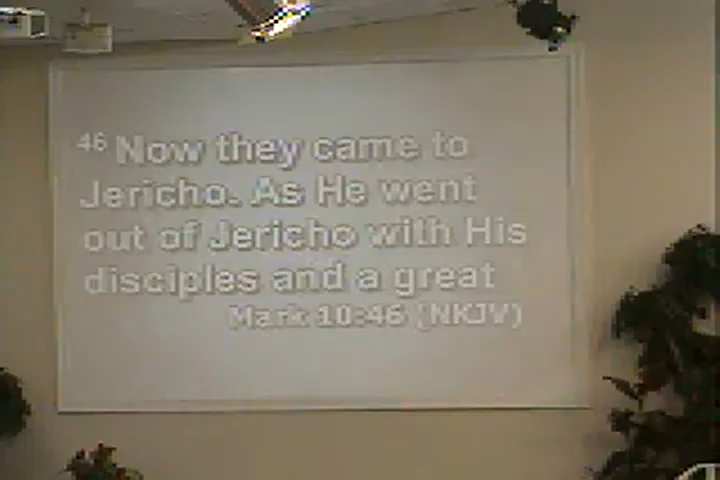 46 Now they came to
Jericho. As He went
out of Jericho with His
disciples and a great
Mark 10:46 (NKJV)